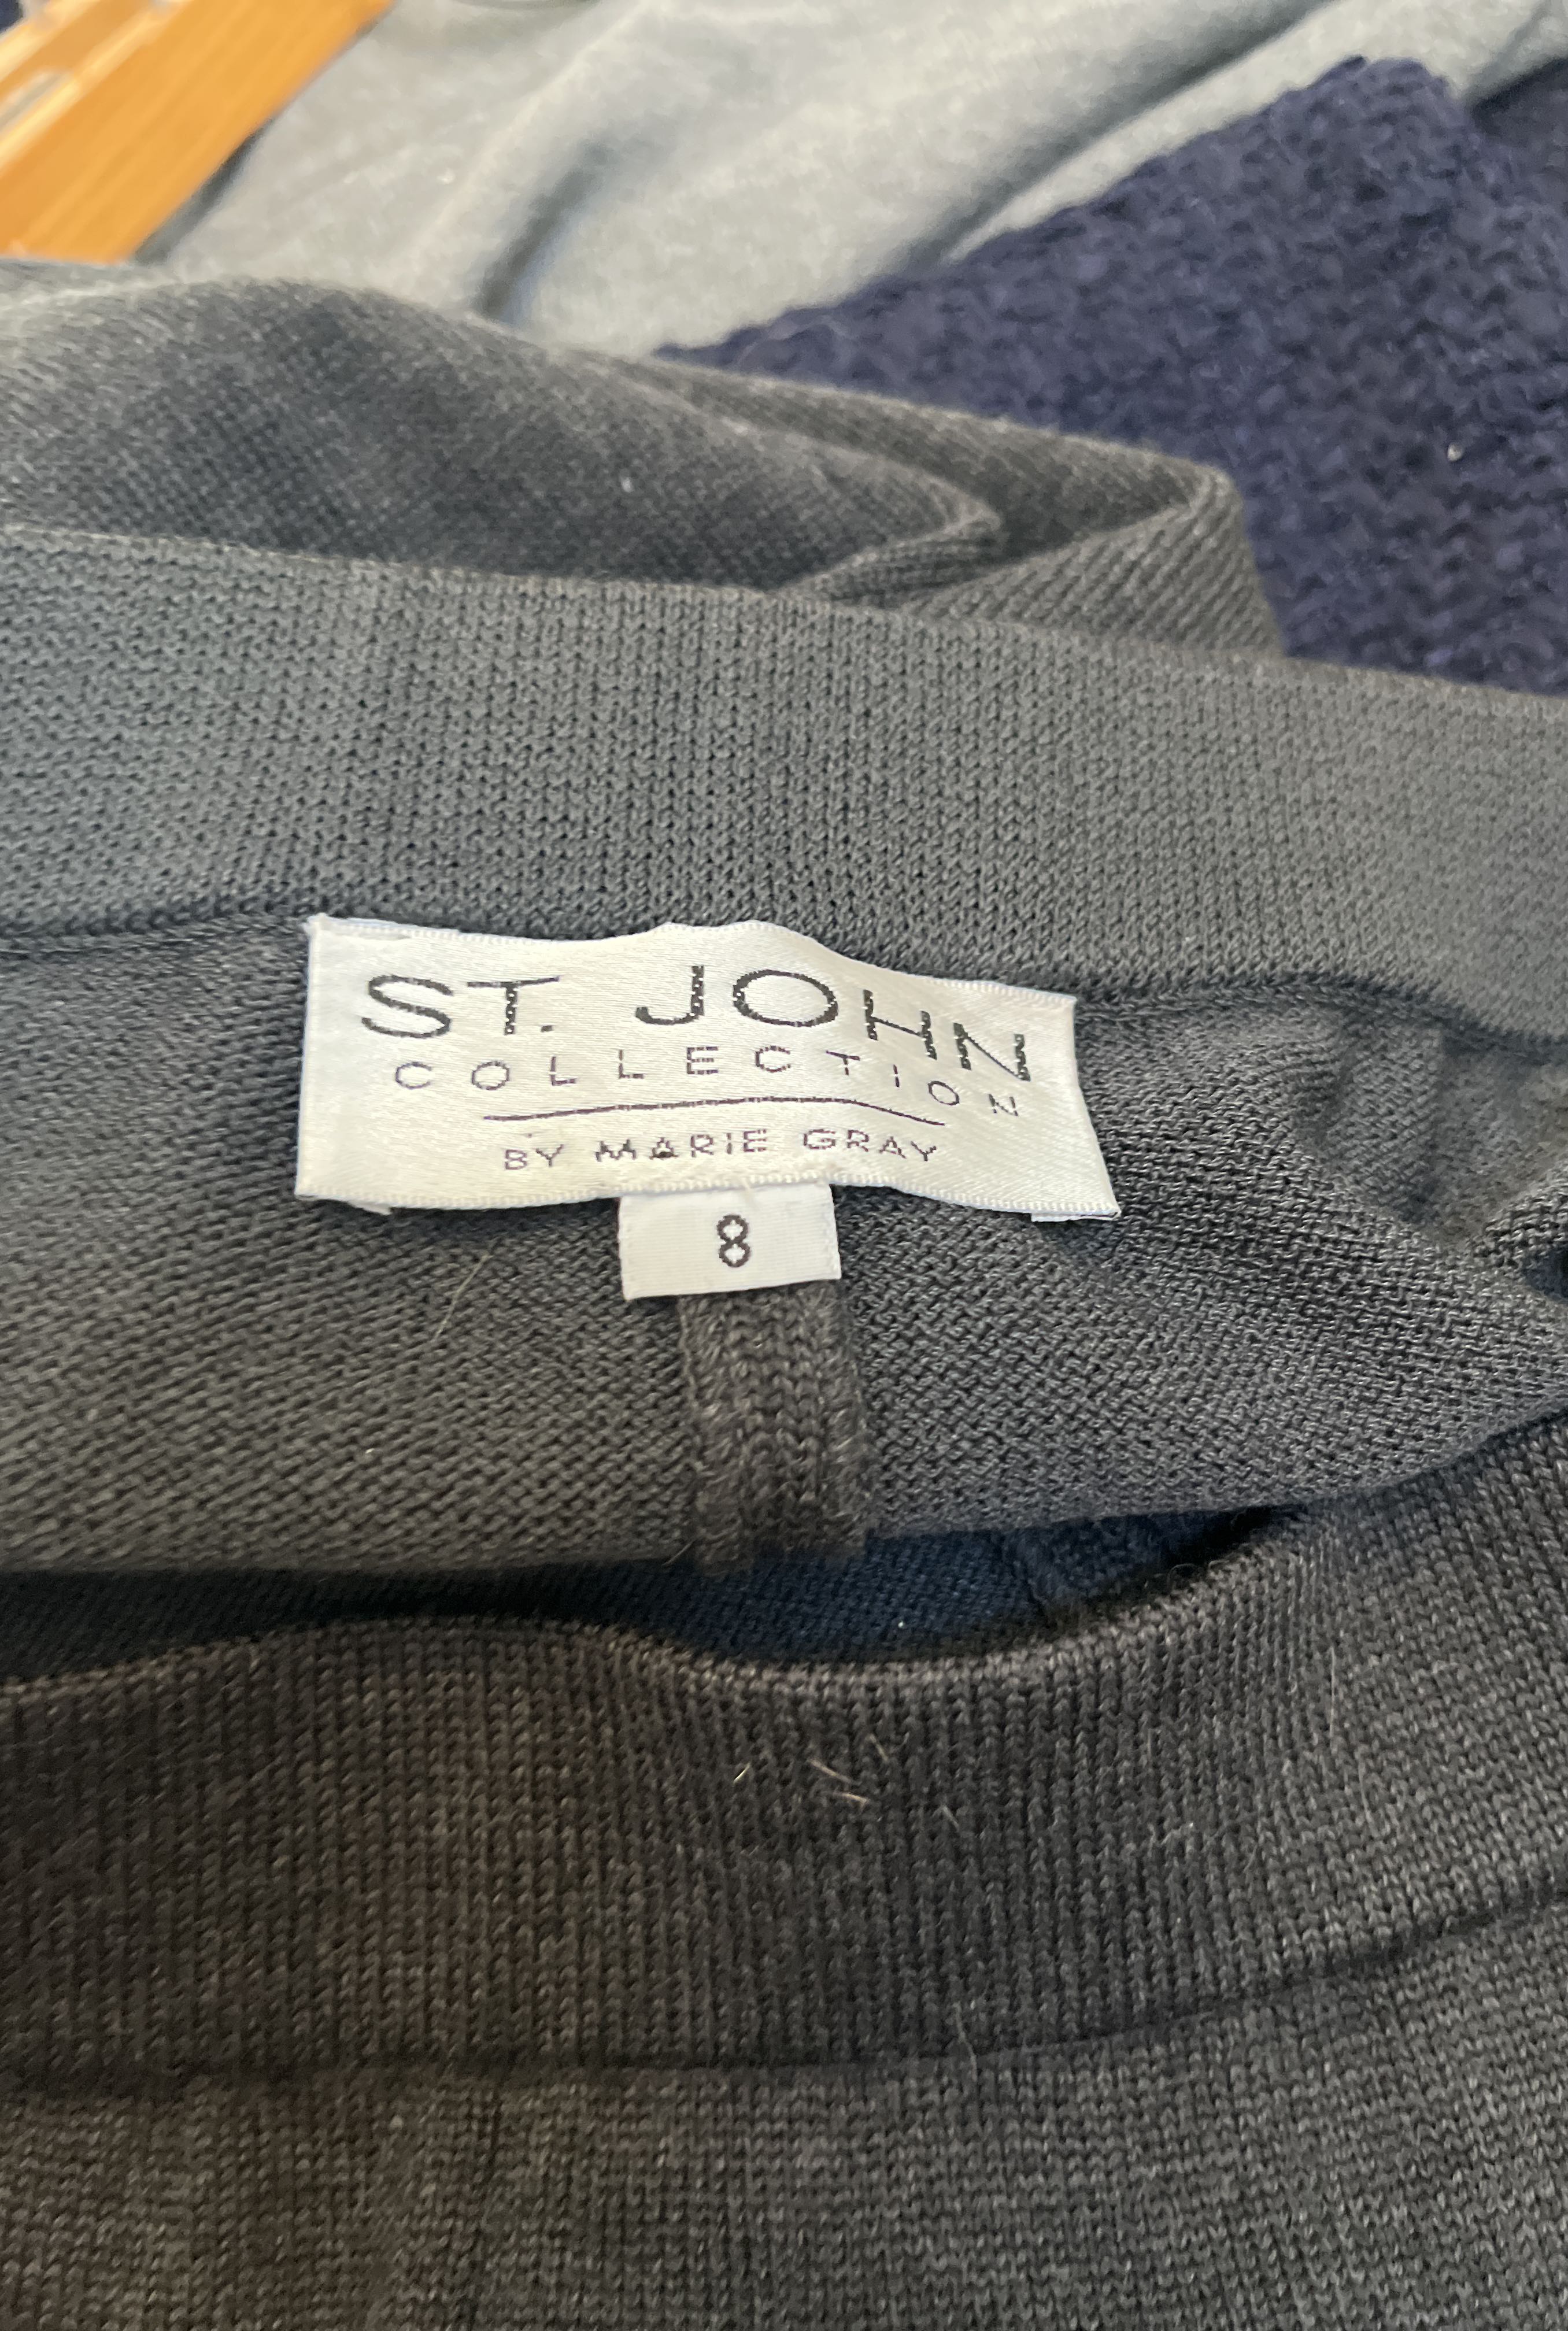 ST. JOHN
COLLECTION
BY MARIE GRAY
8